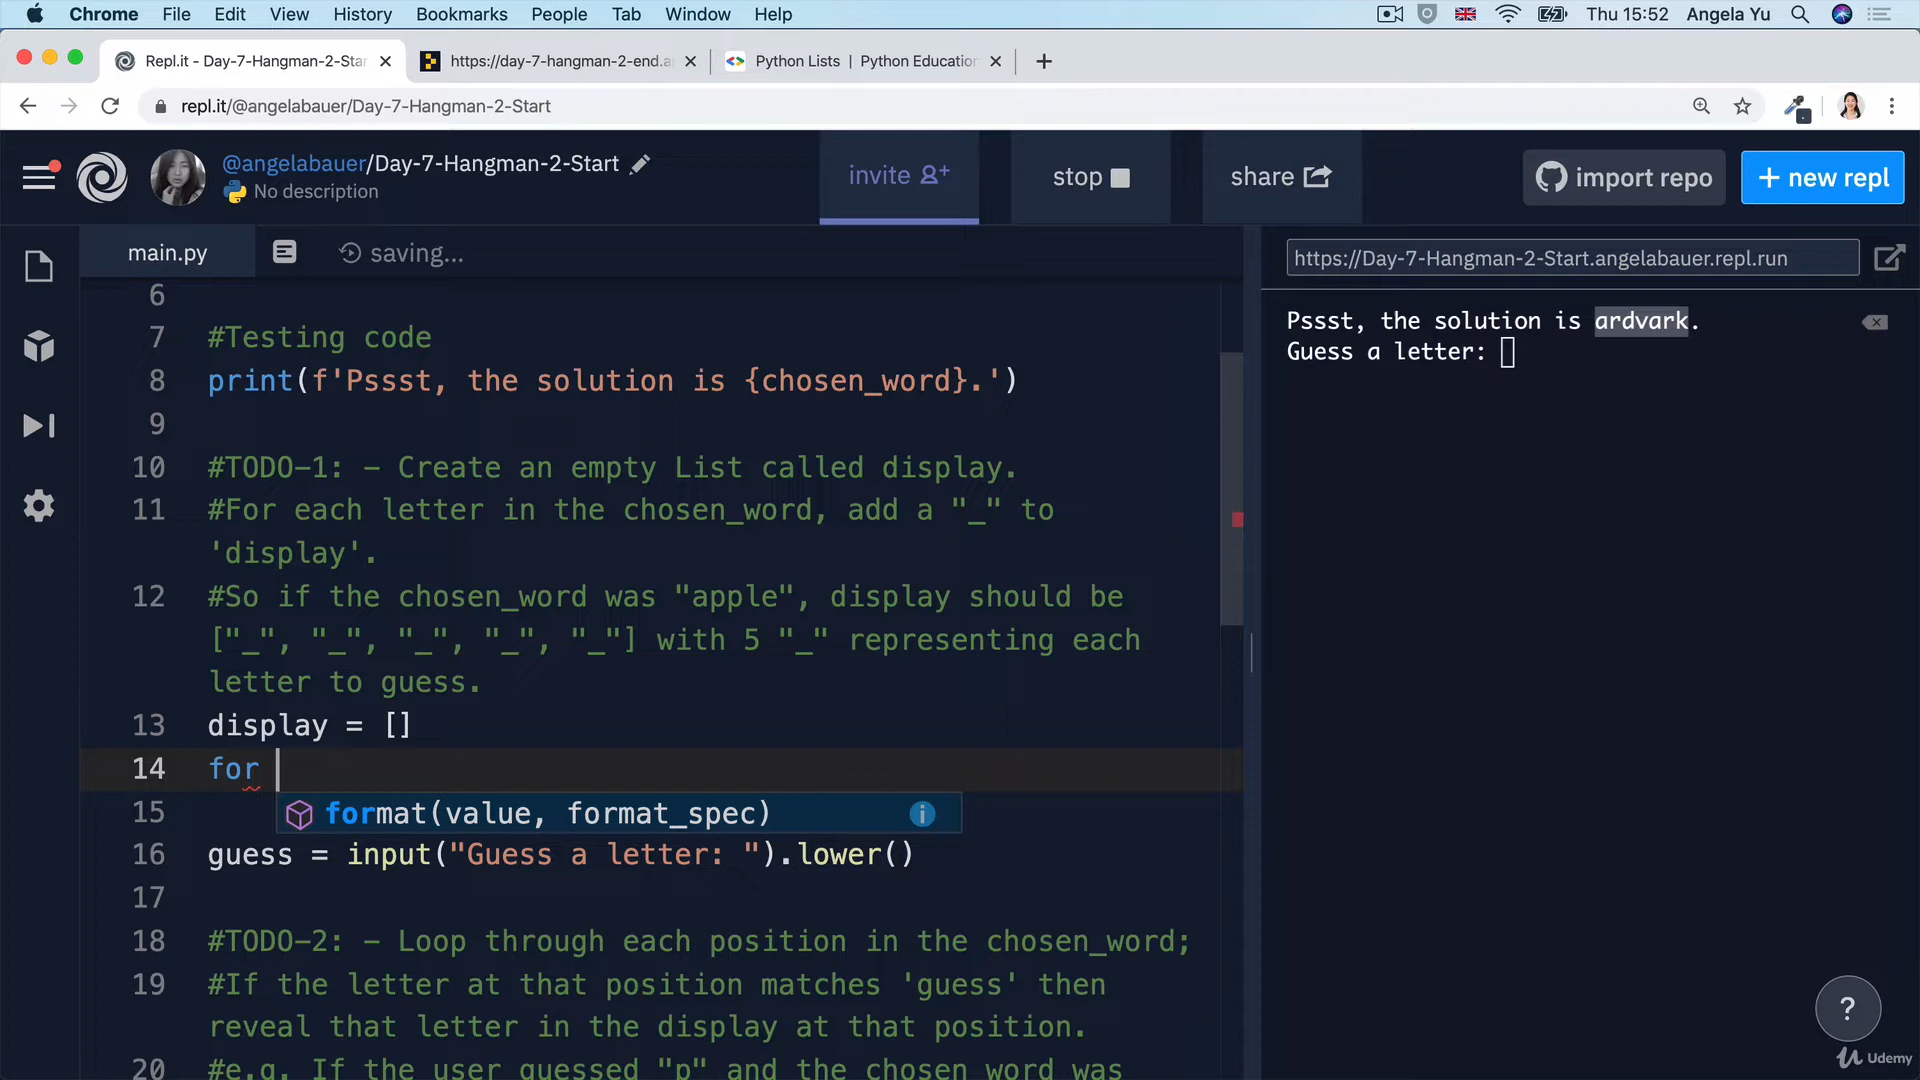 Chrome File Edit View History Bookmarks People Tab Window Help Thu 15:52 Angela Yu
Repl.it - Day-7-Hangman-2-Star https://day-7-hangman-2-end.a Python Lists | Python Education
repl.it/@angelabauer/Day-7-Hangman-2-Start
@angelabauer/Day-7-Hangman-2-Start
No description
invite
stop
share
import repo
+ new repl
main.py
saving...
https://Day-7-Hangman-2-Start.angelabauer.repl.run
6
7 #Testing code
8 print(f'Pssst, the solution is {chosen_word}.')
9
10 #TODO-1: - Create an empty List called display.
11 #For each letter in the chosen_word, add a "_" to
'display'.
12 #So if the chosen_word was "apple", display should be
["_", "_", "_", "_", "_"] with 5 "_" representing each
letter to guess.
13 display = []
14 for
format(value, format_spec)
15
16 guess = input("Guess a letter: ").lower()
17
18 #TODO-2: - Loop through each position in the chosen_word;
19 #If the letter at that position matches 'guess' then
reveal that letter in the display at that position.
20 #e.g. If the user guessed "p" and the chosen word was
Pssst, the solution is ardvark.
Guess a letter:
?
Udemy